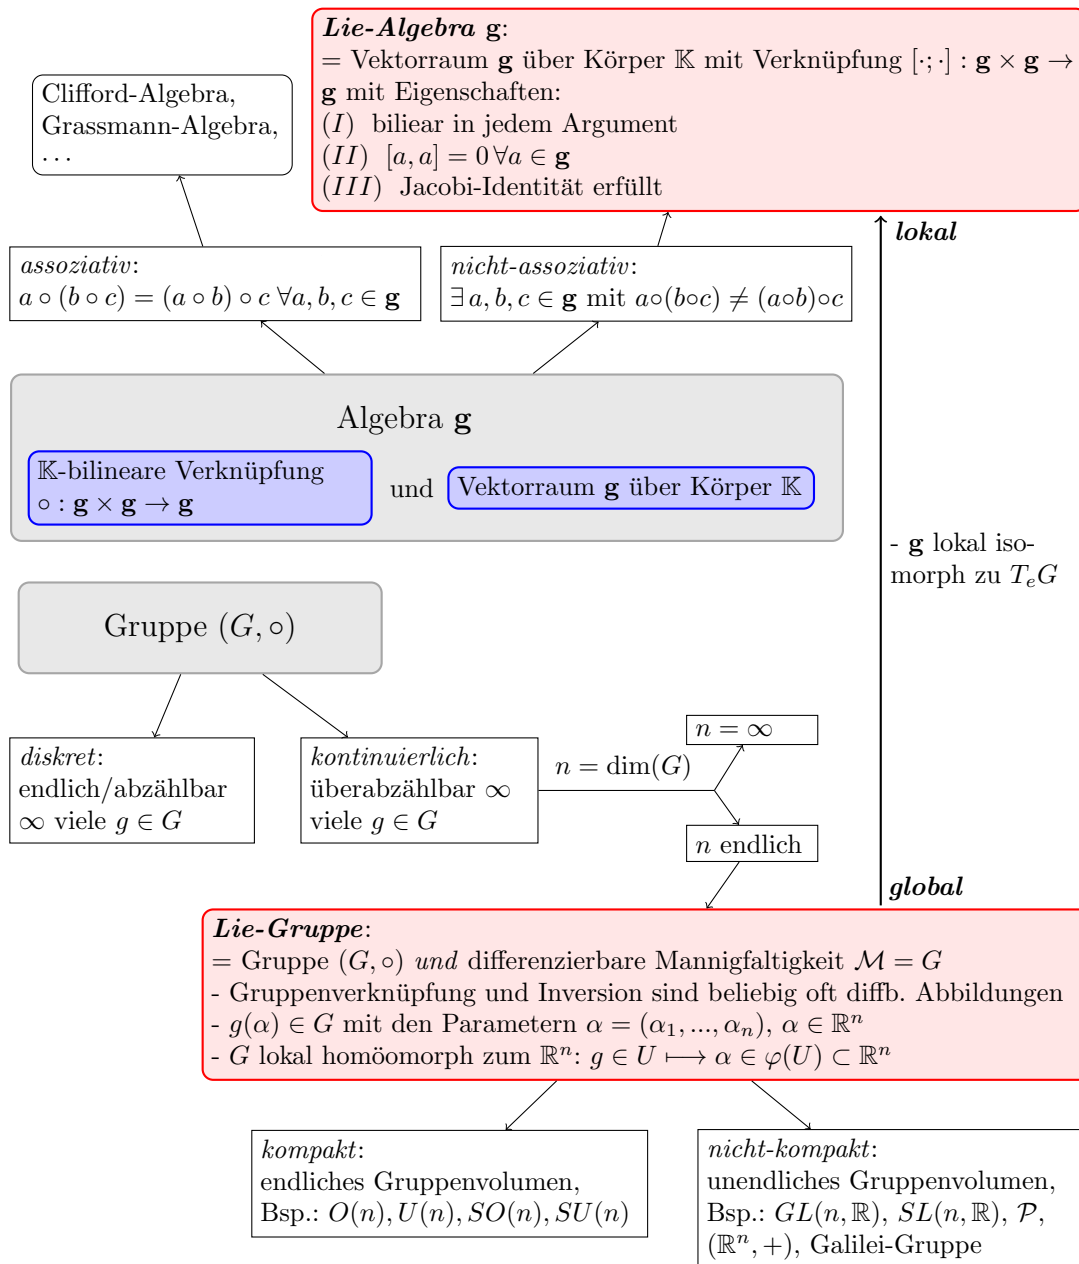 Lie-Algebra g:
= Vektorraum g über Körper 𝕂 mit Verknüpfung [·;·] : g × g →
g mit Eigenschaften:
(I) biliear in jedem Argument
(II) [a, a] = 0 ∀a ∈ g
(III) Jacobi-Identität erfüllt
Clifford-Algebra,
Grassmann-Algebra,
...
lokal
assoziativ:
a ∘ (b ∘ c) = (a ∘ b) ∘ c ∀a, b, c ∈ g
nicht-assoziativ:
∃ a, b, c ∈ g mit a∘(b∘c) ≠ (a∘b)∘c
Algebra g
𝕂-bilineare Verknüpfung
∘ : g × g → g
und
Vektorraum g über Körper 𝕂
- g lokal iso-
morph zu TₑG
Gruppe (G, ∘)
diskret:
endlich/abzählbar
∞ viele g ∈ G
kontinuierlich:
überabzählbar ∞
viele g ∈ G
n = dim(G)
n = ∞
n endlich
global
Lie-Gruppe:
= Gruppe (G, ∘) und differenzierbare Mannigfaltigkeit ℳ = G
- Gruppenverknüpfung und Inversion sind beliebig oft diffb. Abbildungen
- g(α) ∈ G mit den Parametern α = (α₁, ..., αₙ), α ∈ ℝⁿ
- G lokal homöomorph zum ℝⁿ: g ∈ U ⟼ α ∈ φ(U) ⊂ ℝⁿ
kompakt:
endliches Gruppenvolumen,
Bsp.: O(n), U(n), SO(n), SU(n)
nicht-kompakt:
unendliches Gruppenvolumen,
Bsp.: GL(n, ℝ), SL(n, ℝ), 𝒫,
(ℝⁿ, +), Galilei-Gruppe